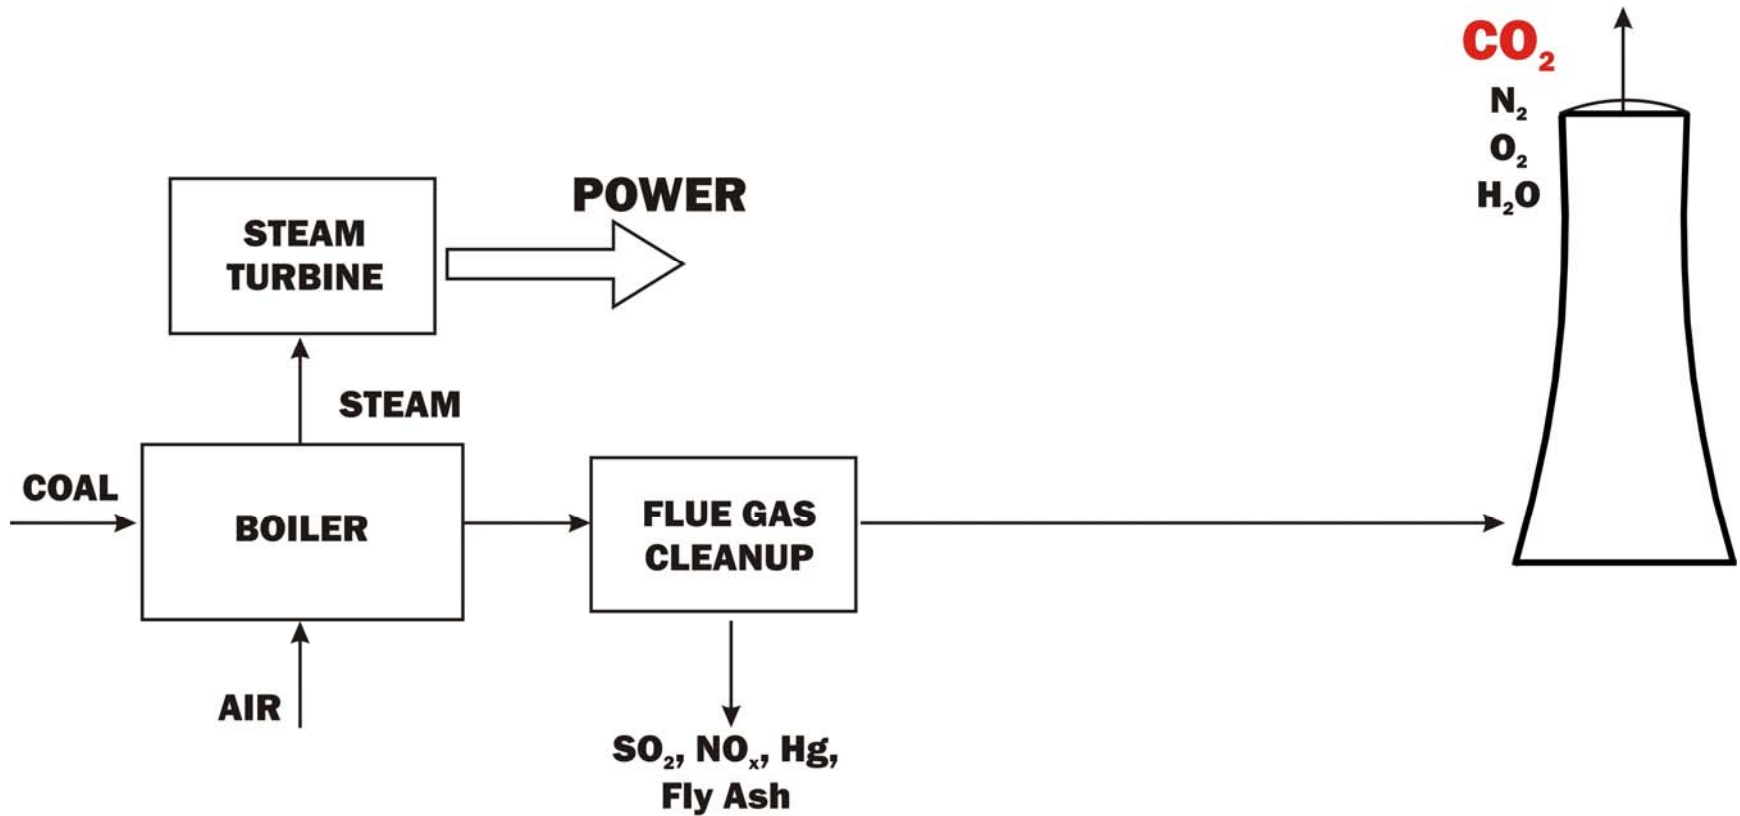 CO₂
N₂
O₂
H₂O
POWER
STEAM
TURBINE
STEAM
COAL
BOILER
FLUE GAS
CLEANUP
AIR
SO₂, NOₓ, Hg,
Fly Ash